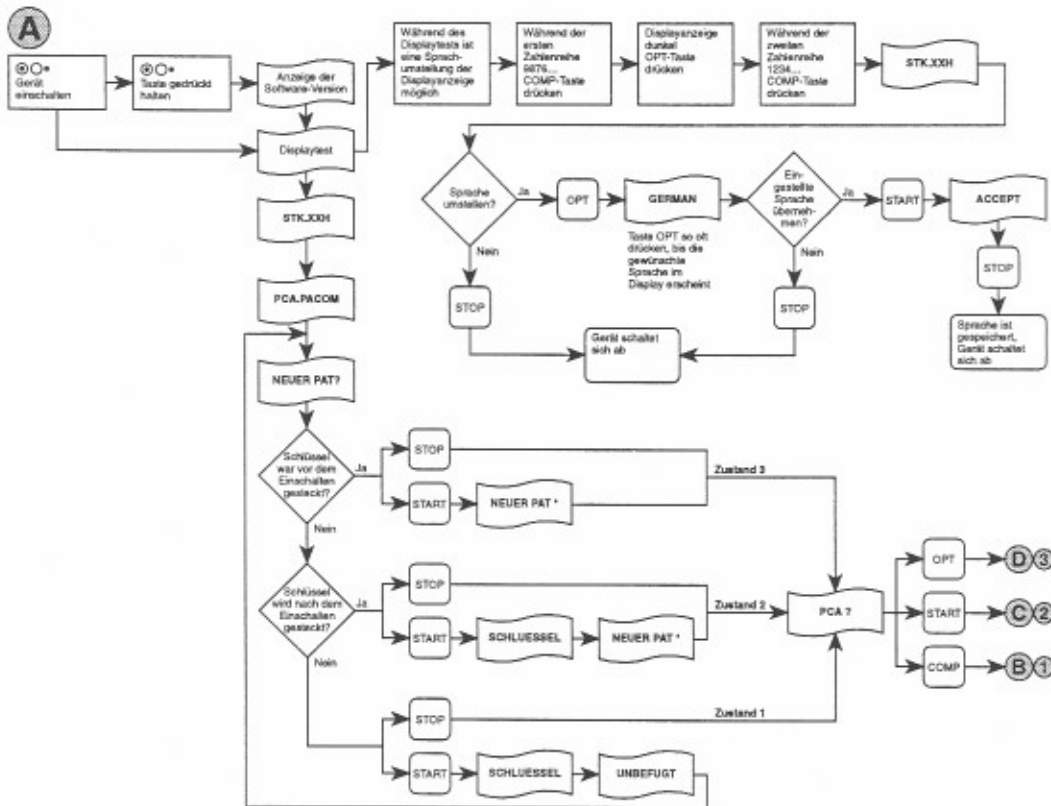 A
Gerät
einschalten
Taste gedrückt
halten
Anzeige der
Software-Version
Während des
Displaytests ist
eine Sprach-
umstellung der
Displayanzeige
möglich
Während der
ersten
Zahlenreihe
9876...
COMP-Taste
drücken
Displayanzeige
dunkel
OPT-Taste
drücken
Während der
zweiten
Zahlenreihe
1234...
COMP-Taste
drücken
STK.XXH
Displaytest
Sprache
umstellen?
Ja
OPT
GERMAN
Taste OPT so oft
drücken, bis die
gewünschte
Sprache im
Display erscheint
Ein-
gestellte
Sprache
überneh-
men?
Ja
START
ACCEPT
STOP
Sprache ist
gespeichert,
Gerät schaltet
sich ab
Nein
STOP
Nein
STOP
Gerät schaltet
sich ab
STK.XXH
PCA.PACOM
NEUER PAT?
Schlüssel
war vor dem
Einschalten
gesteckt?
Ja
STOP
START
NEUER PAT *
Zustand 3
Nein
Schlüssel
wird nach dem
Einschalten
gesteckt?
Ja
STOP
START
SCHLUESSEL
NEUER PAT *
Zustand 2
Nein
STOP
Zustand 1
START
SCHLUESSEL
UNBEFUGT
PCA ?
OPT
D 3
START
C 2
COMP
B 1